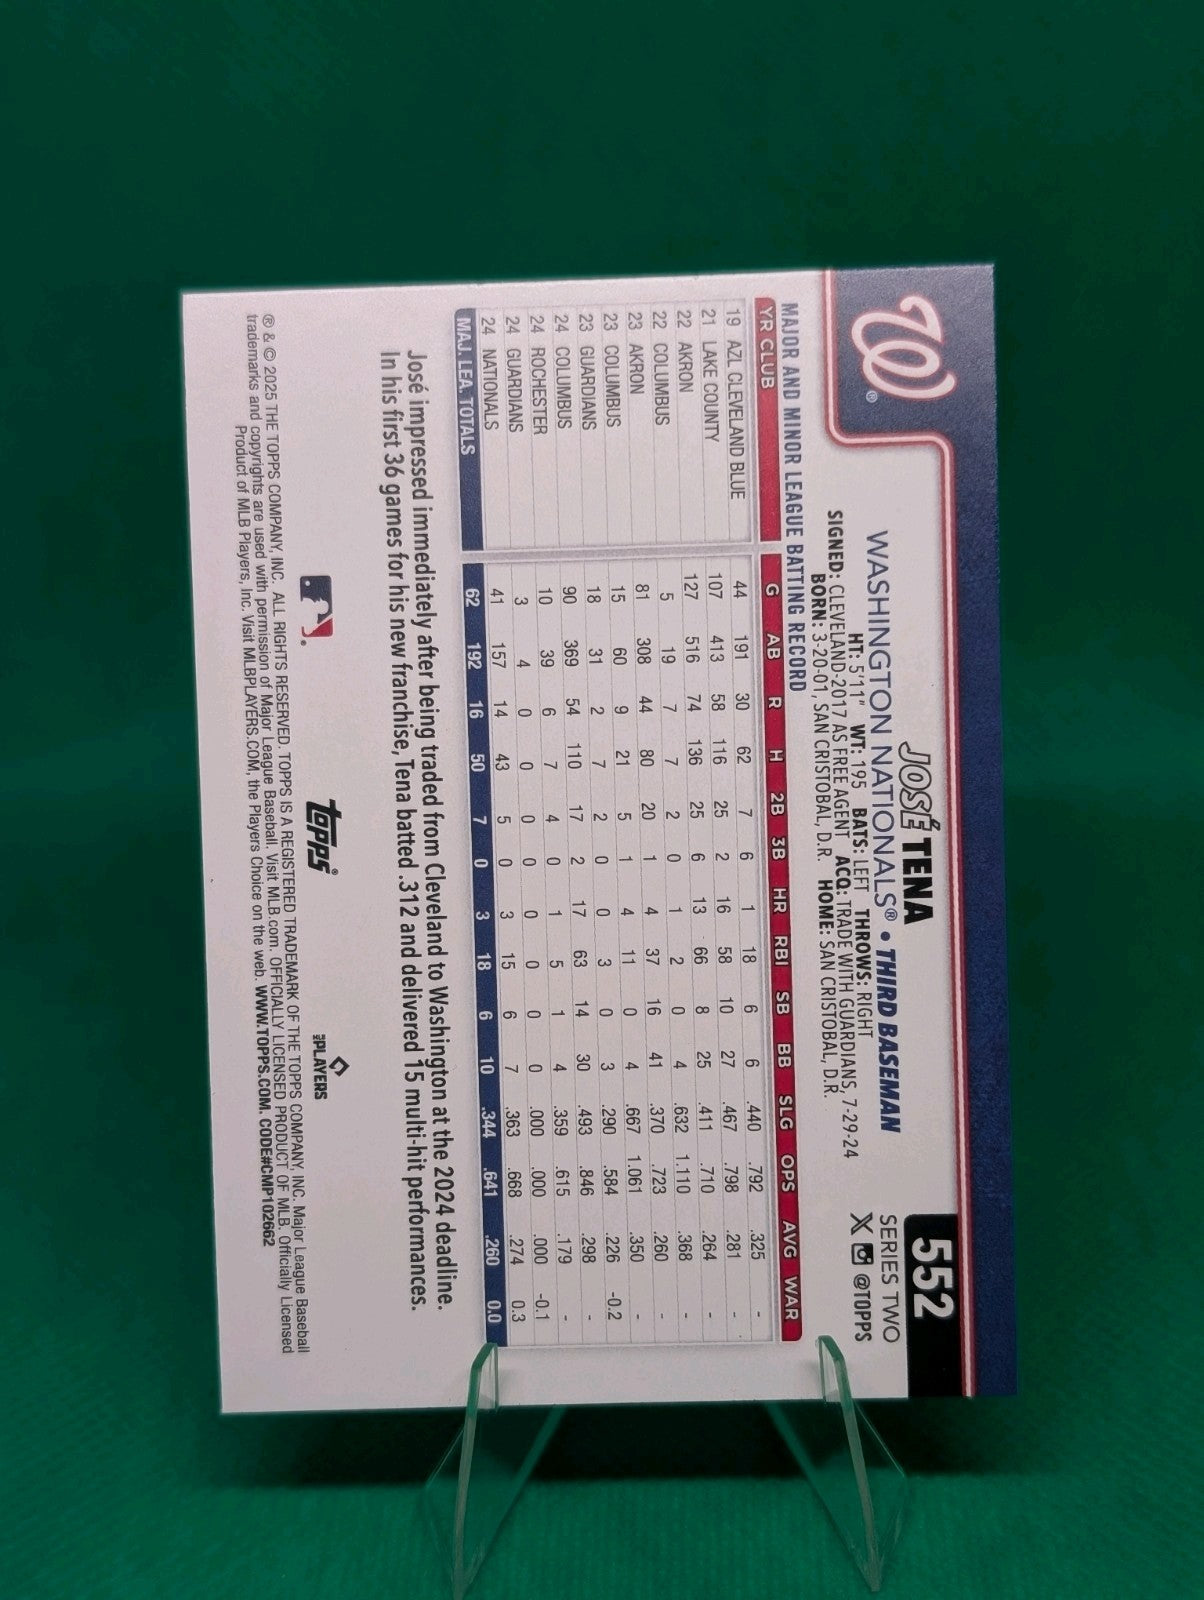 552
JOSÉ TENA
SERIES TWO
WASHINGTON NATIONALS® • THIRD BASEMAN
@TOPPS
HT: 5'11" WT: 195 BATS: LEFT THROWS: RIGHT
SIGNED: CLEVELAND-2017 AS FREE AGENT ACQ: TRADE WITH GUARDIANS, 7-29-24
BORN: 3-20-01, SAN CRISTOBAL, D.R. HOME: SAN CRISTOBAL, D.R.
MAJOR AND MINOR LEAGUE BATTING RECORD
YR CLUB G AB R H 2B 3B HR RBI SB BB SLG OPS AVG WAR
19 AZL CLEVELAND BLUE 44 191 30 62 7 6 1 18 6 6 .440 .792 .325 -
21 LAKE COUNTY 107 413 58 116 25 2 16 58 10 27 .467 .798 .281 -
22 AKRON 127 516 74 136 25 6 13 66 8 25 .411 .710 .264 -
22 COLUMBUS 5 19 7 7 2 0 1 2 0 4 .632 1.110 .368 -
23 AKRON 81 308 44 80 20 1 4 37 16 41 .370 .723 .260 -
23 COLUMBUS 15 60 9 21 5 1 4 11 0 4 .667 1.061 .350 -
23 GUARDIANS 18 31 2 7 2 0 0 3 0 3 .290 .584 .226 -0.2
24 COLUMBUS 90 369 54 110 17 2 17 63 14 30 .493 .846 .298 -
24 ROCHESTER 10 39 6 7 4 0 1 5 1 4 .359 .615 .179 -
24 GUARDIANS 3 4 0 0 0 0 0 0 0 0 .000 .000 .000 -0.1
24 NATIONALS 41 157 14 43 5 0 3 15 6 7 .363 .668 .274 0.3
MAJ. LEA. TOTALS 62 192 16 50 7 0 3 18 6 10 .344 .641 .260 0.0
José impressed immediately after being traded from Cleveland to Washington at the 2024 deadline.
In his first 36 games for his new franchise, Tena batted .312 and delivered 15 multi-hit performances.
topps®
MLB PLAYERS
® & © 2025 THE TOPPS COMPANY, INC. ALL RIGHTS RESERVED. TOPPS IS A REGISTERED TRADEMARK OF THE TOPPS COMPANY, INC. Major League Baseball
trademarks and copyrights are used with permission of Major League Baseball. Visit MLB.com. OFFICIALLY LICENSED PRODUCT OF MLB. Officially Licensed
Product of MLB Players, Inc. Visit MLBPLAYERS.COM, the Players Choice on the web. WWW.TOPPS.COM. CODE#CMP102662